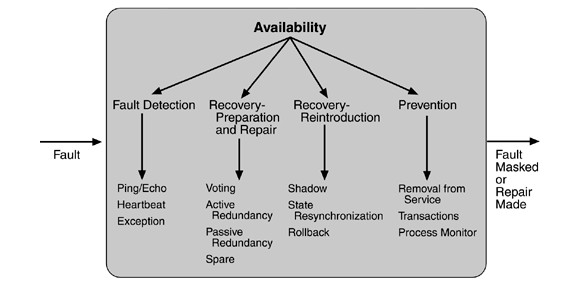 Availability
Fault Detection
Recovery-
Preparation
and Repair
Recovery-
Reintroduction
Prevention
Fault
Ping/Echo
Heartbeat
Exception
Voting
Active
Redundancy
Passive
Redundancy
Spare
Shadow
State
Resynchronization
Rollback
Removal from
Service
Transactions
Process Monitor
Fault
Masked
or
Repair
Made